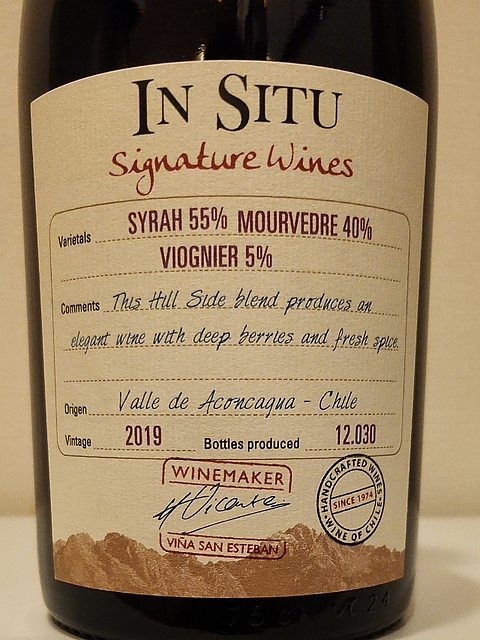 IN SITU
Signature Wines
Varietals SYRAH 55% MOURVEDRE 40%
VIOGNIER 5%
Comments This Hill Side blend produces an
elegant wine with deep berries and fresh spice.
Origen Valle de Aconcagua - Chile
Vintage 2019 Bottles produced 12.030
WINEMAKER
VIÑA SAN ESTEBAN
HANDCRAFTED WINES
SINCE 1974
WINE OF CHILE